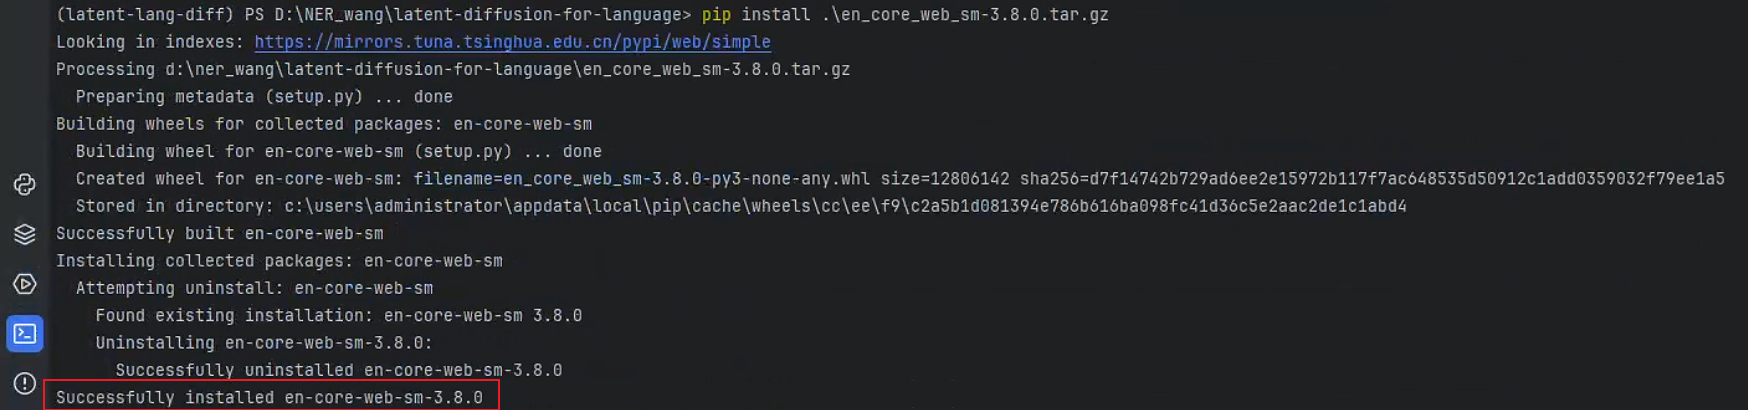 (latent-lang-diff) PS D:\NER_wang\latent-diffusion-for-language> pip install .\en_core_web_sm-3.8.0.tar.gz
Looking in indexes: https://mirrors.tuna.tsinghua.edu.cn/pypi/web/simple
Processing d:\ner_wang\latent-diffusion-for-language\en_core_web_sm-3.8.0.tar.gz
Preparing metadata (setup.py) ... done
Building wheels for collected packages: en-core-web-sm
Building wheel for en-core-web-sm (setup.py) ... done
Created wheel for en-core-web-sm: filename=en_core_web_sm-3.8.0-py3-none-any.whl size=12806142 sha256=d7f14742b729ad6ee2e15972b117f7ac648535d50912c1add0359032f79ee1a5
Stored in directory: c:\users\administrator\appdata\local\pip\cache\wheels\cc\ee\f9\c2a5b1d081394e786b616ba098fc41d36c5e2aac2de1c1abd4
Successfully built en-core-web-sm
Installing collected packages: en-core-web-sm
Attempting uninstall: en-core-web-sm
Found existing installation: en-core-web-sm 3.8.0
Uninstalling en-core-web-sm-3.8.0:
Successfully uninstalled en-core-web-sm-3.8.0
Successfully installed en-core-web-sm-3.8.0